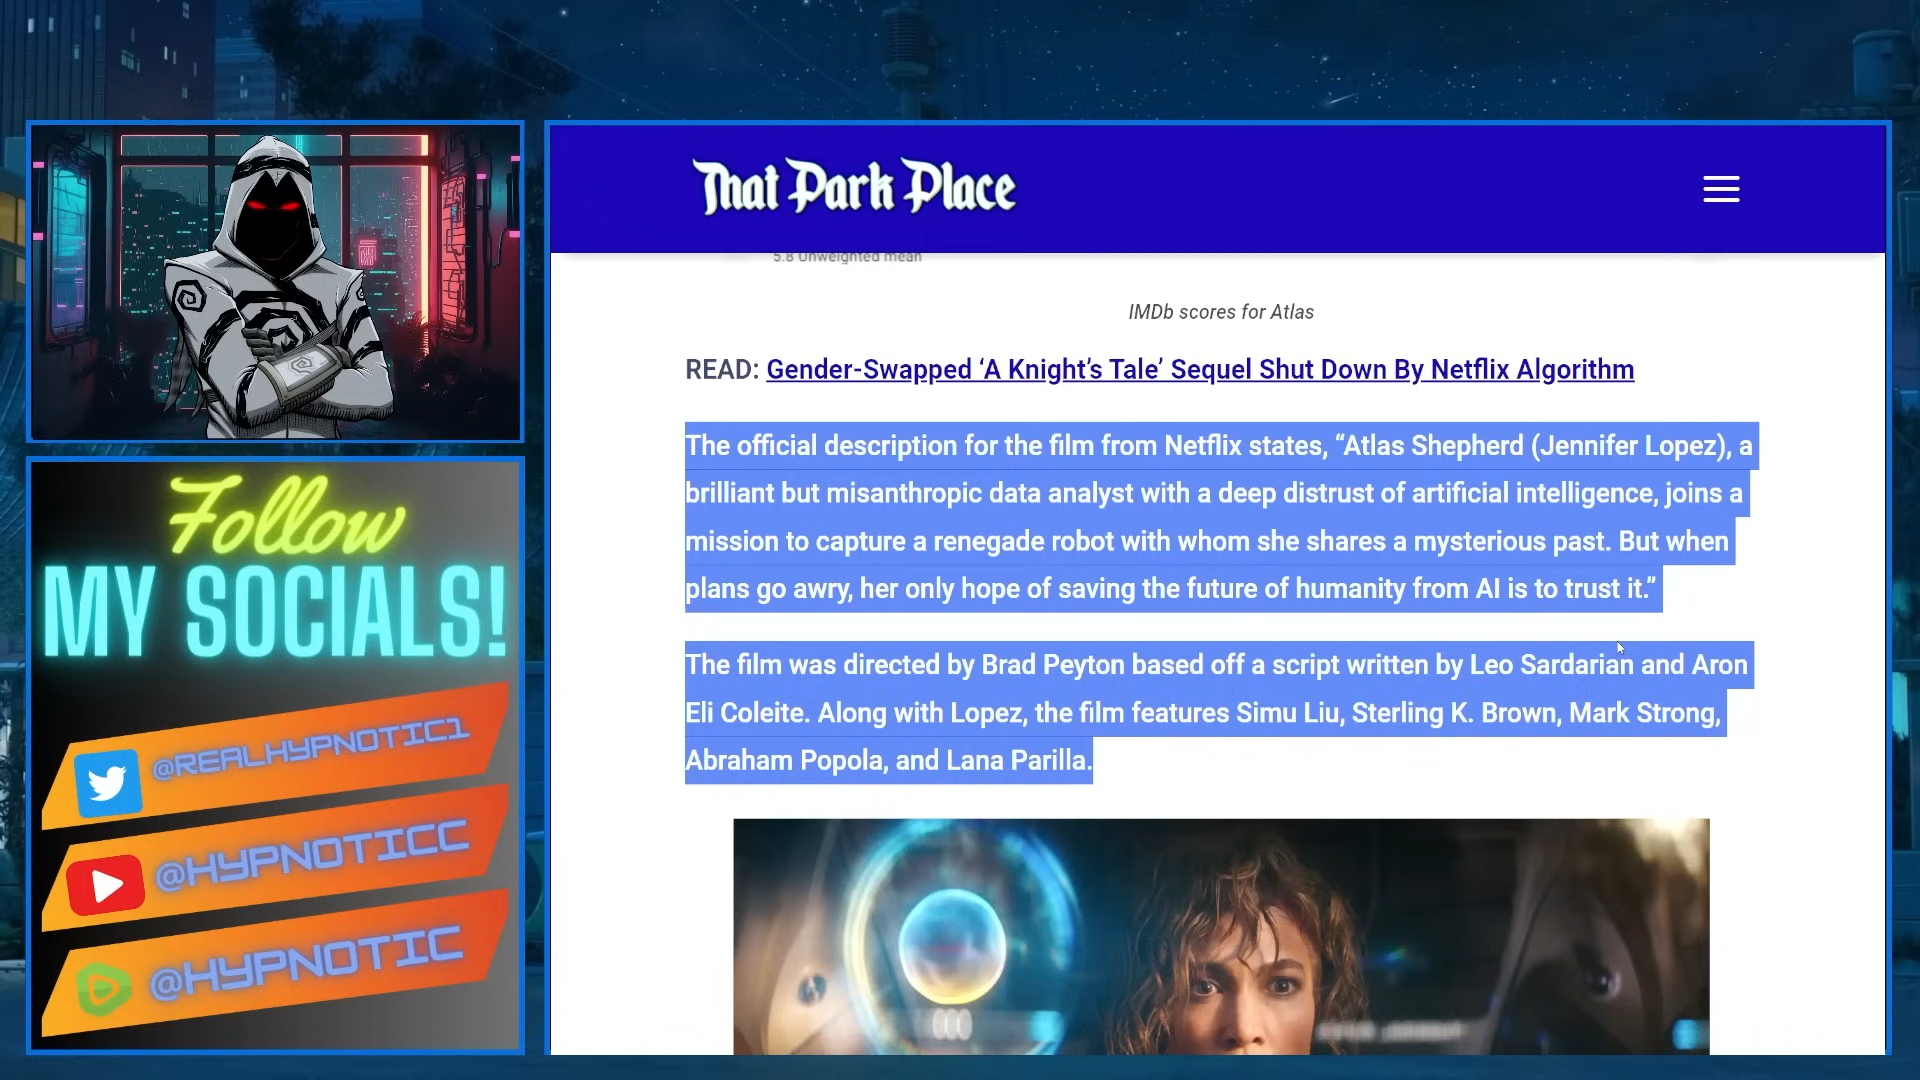 That Park Place
5.8 Unweighted mean
IMDb scores for Atlas
READ: Gender-Swapped ‘A Knight’s Tale’ Sequel Shut Down By Netflix Algorithm
The official description for the film from Netflix states, “Atlas Shepherd (Jennifer Lopez), a
brilliant but misanthropic data analyst with a deep distrust of artificial intelligence, joins a
mission to capture a renegade robot with whom she shares a mysterious past. But when
plans go awry, her only hope of saving the future of humanity from AI is to trust it.”
The film was directed by Brad Peyton based off a script written by Leo Sardarian and Aron
Eli Coleite. Along with Lopez, the film features Simu Liu, Sterling K. Brown, Mark Strong,
Abraham Popola, and Lana Parilla.
Follow
MY SOCIALS!
@REALHYPNOTIC1
@HYPNOTICC
@HYPNOTIC